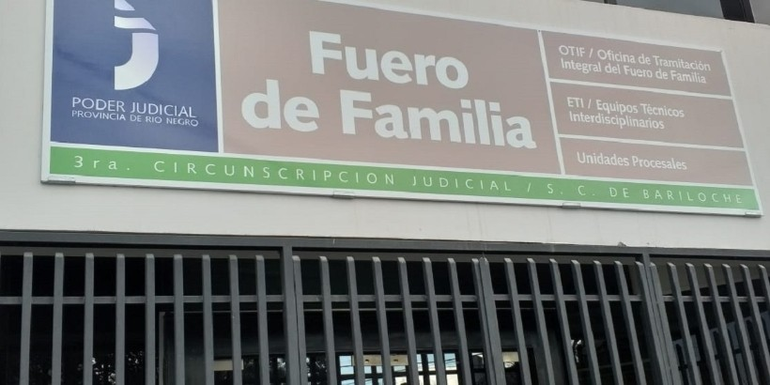 PODER JUDICIAL
PROVINCIA DE RIO NEGRO
Fuero
de Familia
OTIF / Oficina de Tramitación
Integral del Fuero de Familia
ETI / Equipos Técnicos
Interdisciplinarios
Unidades Procesales
3ra. CIRCUNSCRIPCION JUDICIAL / S. C. DE BARILOCHE